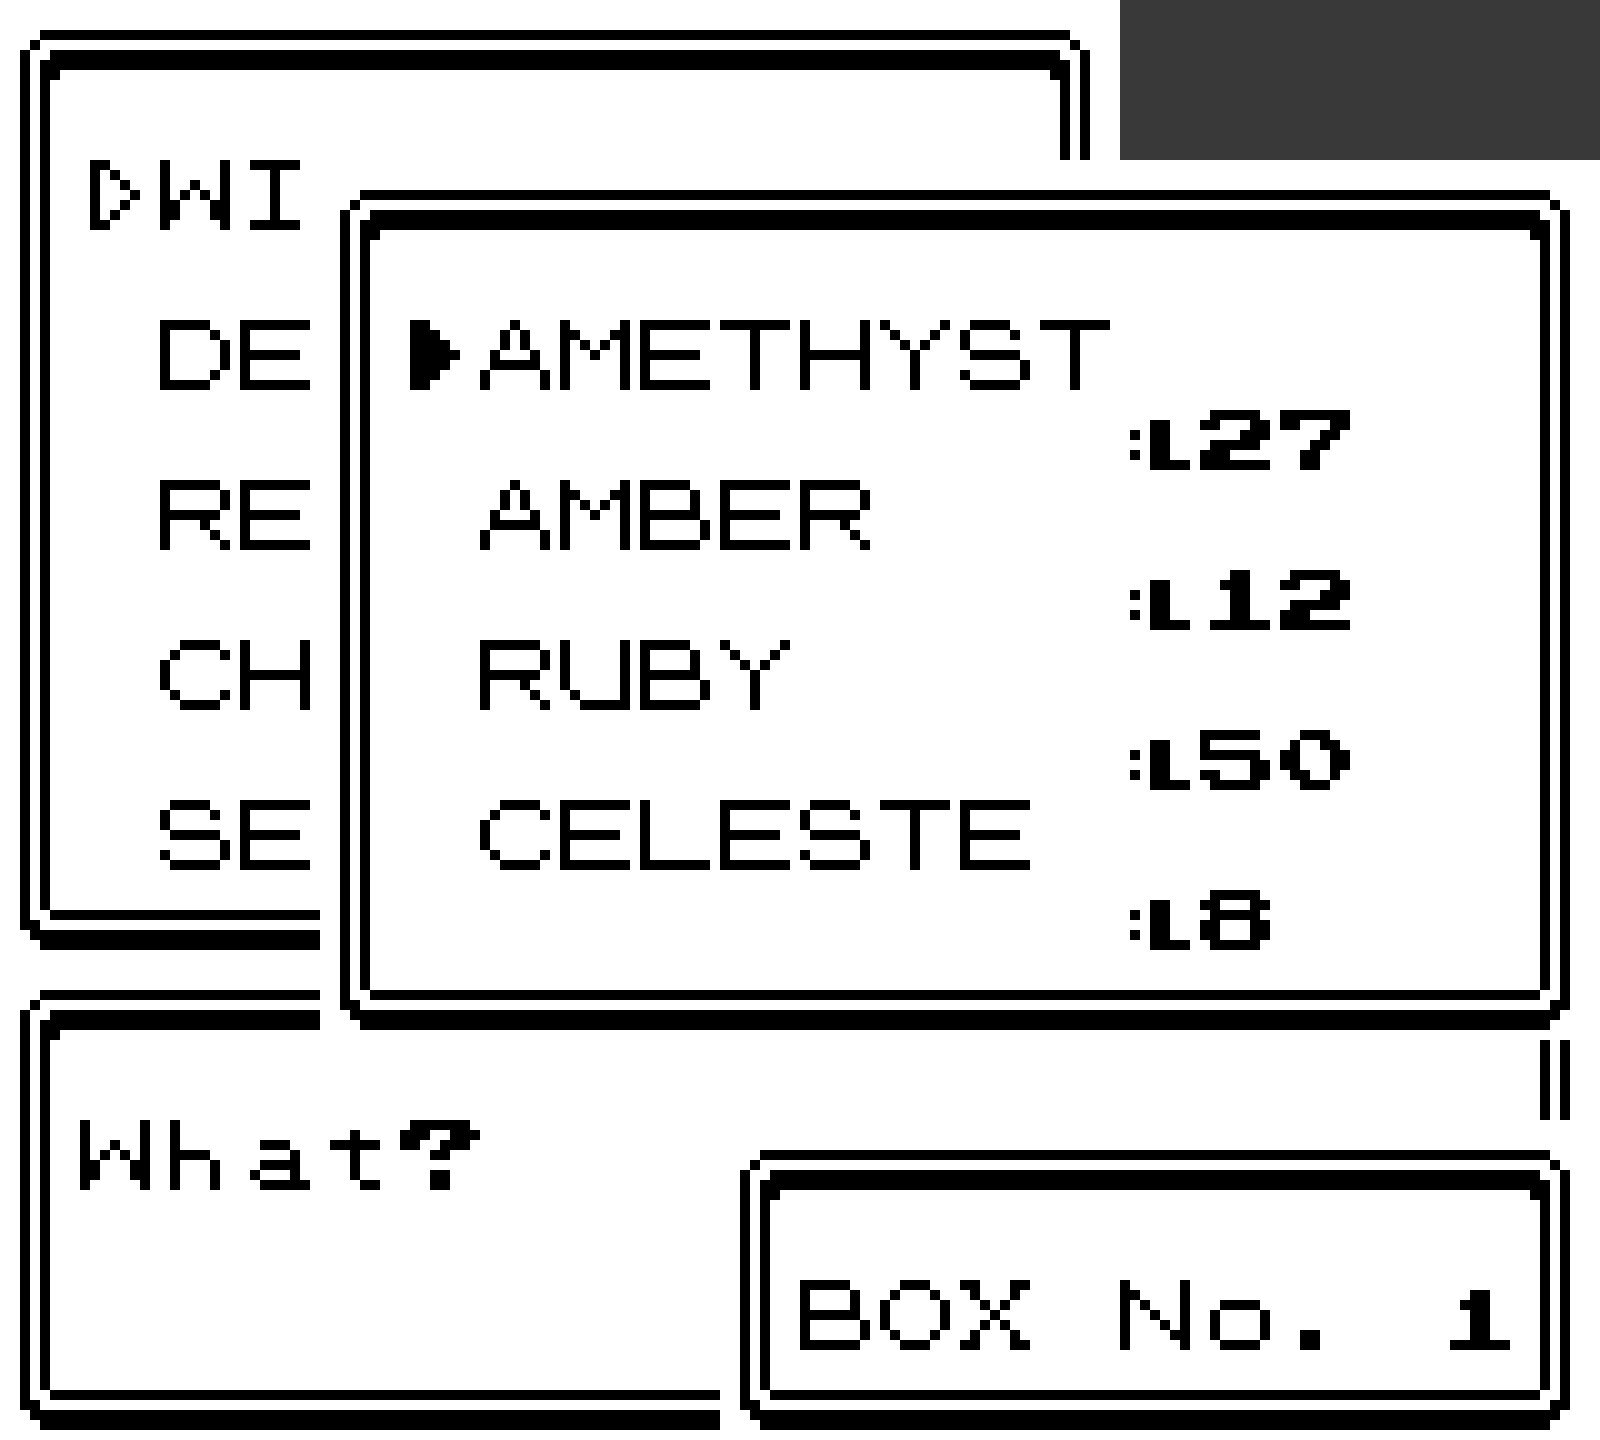 ▷WI
DE
RE
CH
SE
▶AMETHYST
:L27
AMBER
:L12
RUBY
:L50
CELESTE
:L8
What?
BOX No. 1